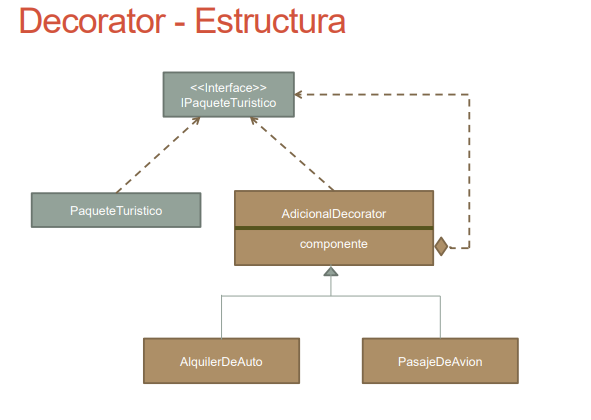 Decorator - Estructura
<<Interface>>
IPaqueteTuristico
PaqueteTuristico
AdicionalDecorator
componente
AlquilerDeAuto
PasajeDeAvion